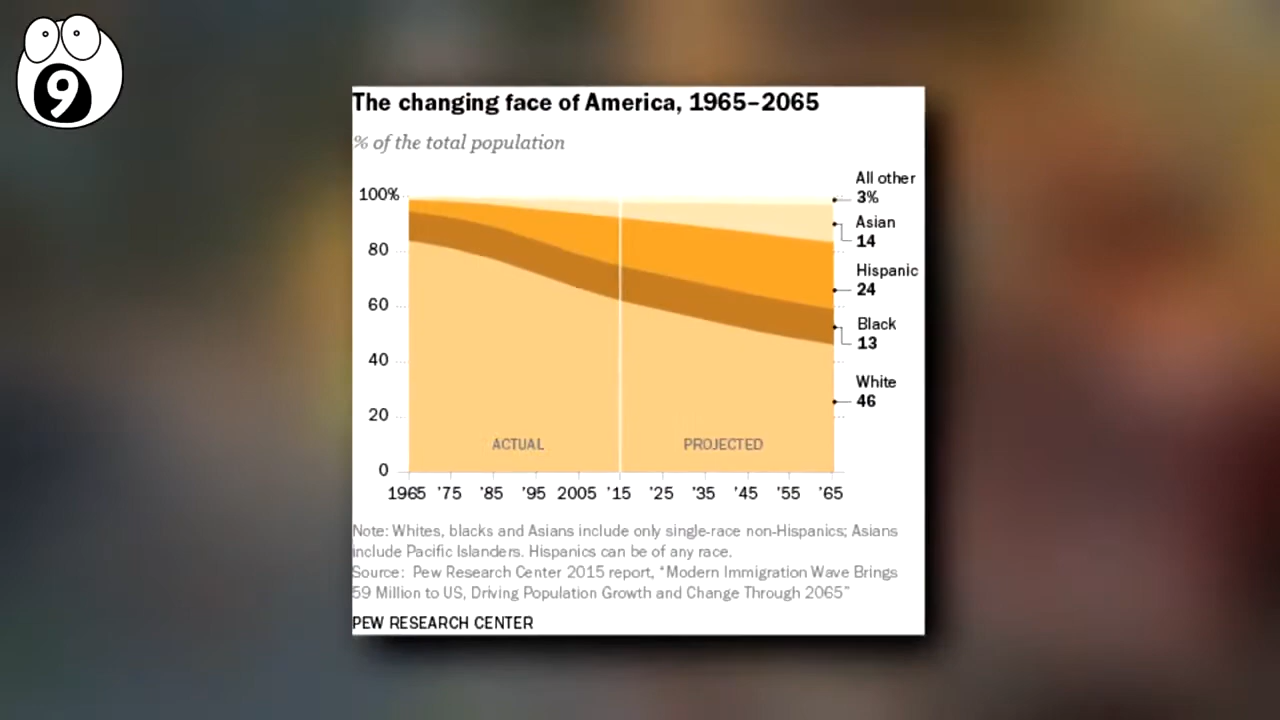 9
The changing face of America, 1965–2065
% of the total population
100%
80
60
40
20
0
ACTUAL
PROJECTED
1965 '75 '85 '95 2005 '15 '25 '35 '45 '55 '65
All other
3%
Asian
14
Hispanic
24
Black
13
White
46
Note: Whites, blacks and Asians include only single-race non-Hispanics; Asians
include Pacific Islanders. Hispanics can be of any race.
Source: Pew Research Center 2015 report, “Modern Immigration Wave Brings
59 Million to US, Driving Population Growth and Change Through 2065”
PEW RESEARCH CENTER